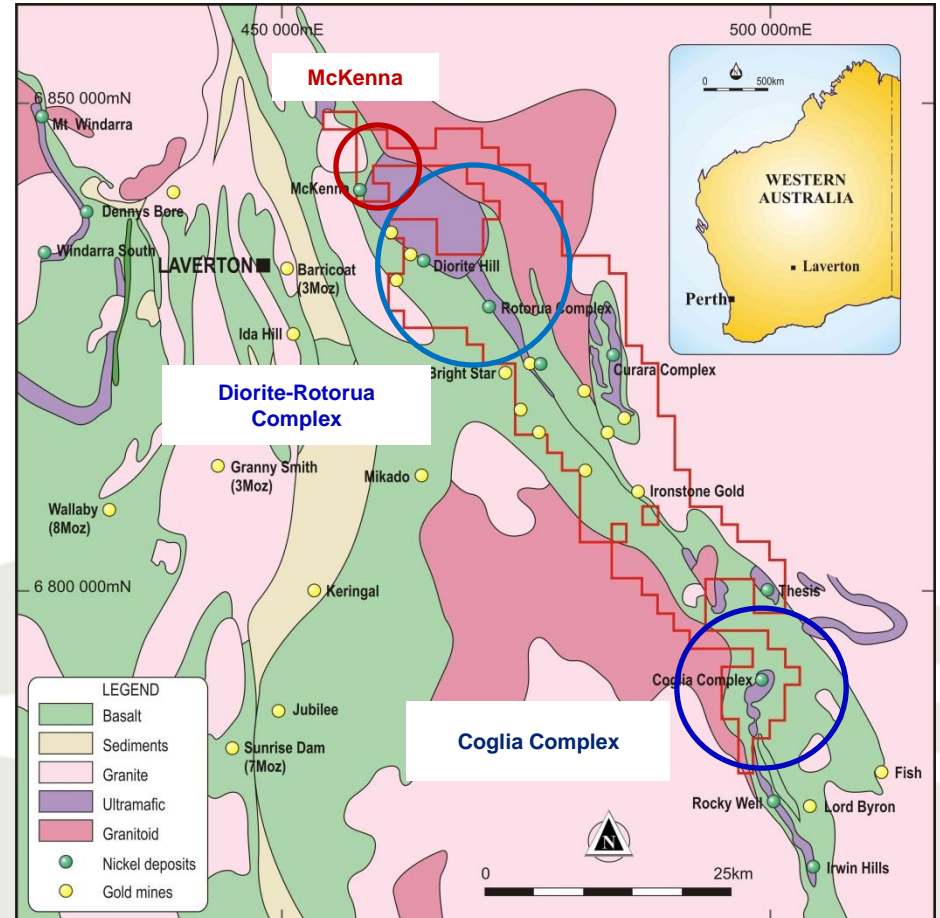 450 000mE
500 000mE
McKenna
6 850 000mN
Mt. Windarra
N
0 500km
WESTERN
AUSTRALIA
Laverton
Perth
McKenna
Dennys Bore
Windarra South
LAVERTON
Barricoat
(3Moz)
Diorite Hill
Rotorua Complex
Ida Hill
Bright Star
Curara Complex
Diorite-Rotorua
Complex
Granny Smith
(3Moz)
Mikado
Ironstone Gold
Wallaby
(8Moz)
6 800 000mN
Keringal
Thesis
Coglia Complex
LEGEND
Basalt
Sediments
Granite
Ultramafic
Granitoid
Nickel deposits
Gold mines
Jubilee
Sunrise Dam
(7Moz)
Coglia Complex
Fish
Rocky Well
Lord Byron
Irwin Hills
N
0 25km